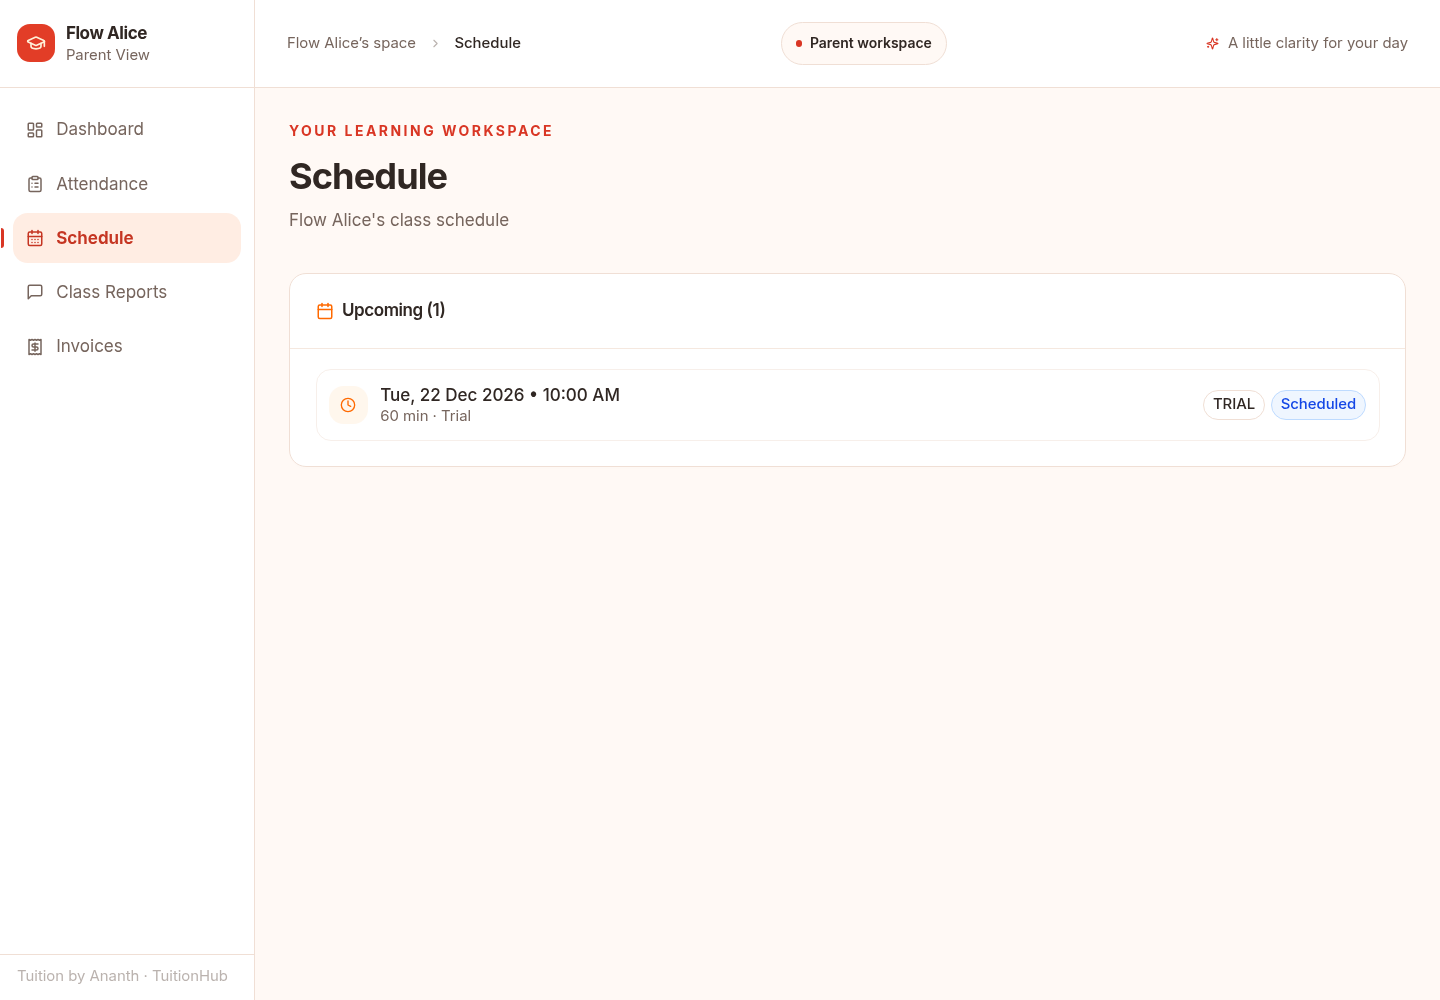 Flow Alice
Parent View
Flow Alice's space
Schedule
Parent workspace
A little clarity for your day
Dashboard
Attendance
Schedule
Class Reports
Invoices
YOUR LEARNING WORKSPACE
Schedule
Flow Alice's class schedule
Upcoming (1)
Tue, 22 Dec 2026 • 10:00 AM
60 min · Trial
TRIAL
Scheduled
Tuition by Ananth · TuitionHub